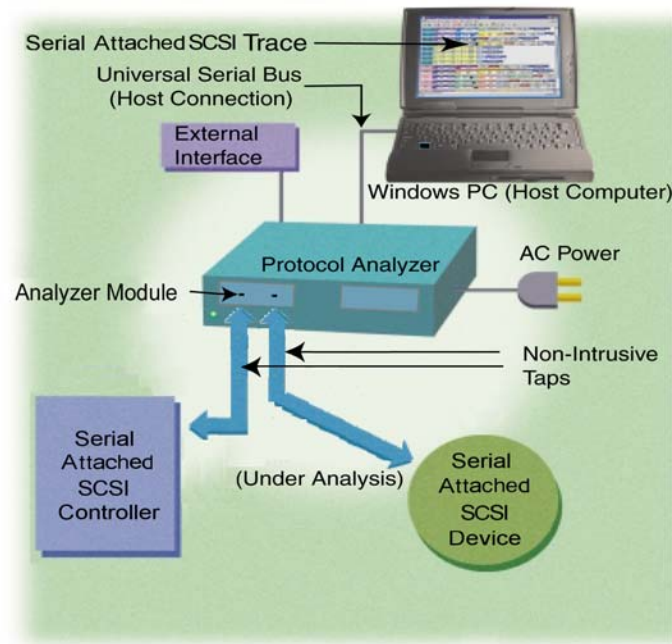 Serial Attached SCSI Trace
Universal Serial Bus
(Host Connection)
External
Interface
Windows PC (Host Computer)
Protocol Analyzer
AC Power
Analyzer Module
Non-Intrusive
Taps
Serial
Attached
SCSI
Controller
(Under Analysis)
Serial
Attached
SCSI
Device